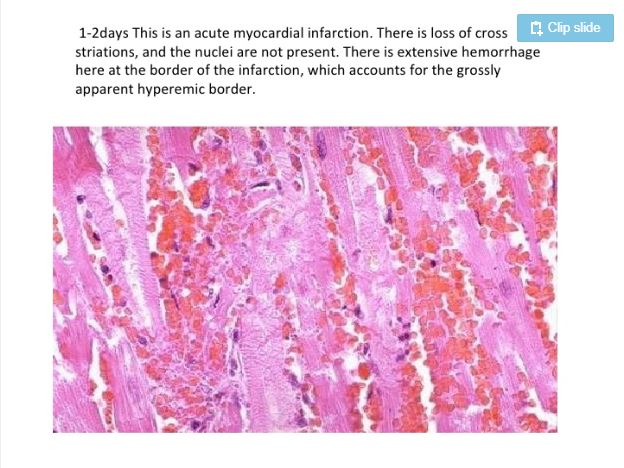 1-2days This is an acute myocardial infarction. There is loss of cross
Clip slide
striations, and the nuclei are not present. There is extensive hemorrhage
here at the border of the infarction, which accounts for the grossly
apparent hyperemic border.